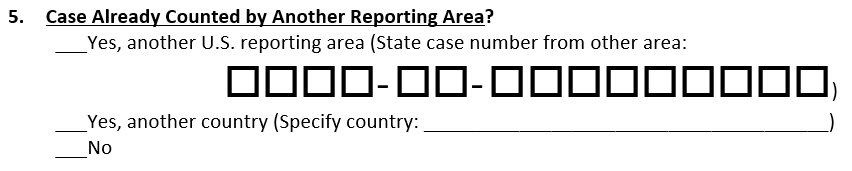 5. Case Already Counted by Another Reporting Area?
___Yes, another U.S. reporting area (State case number from other area:
□□□□-□□-□□□□□□□□□)
___Yes, another country (Specify country: ______________________________________)
___No